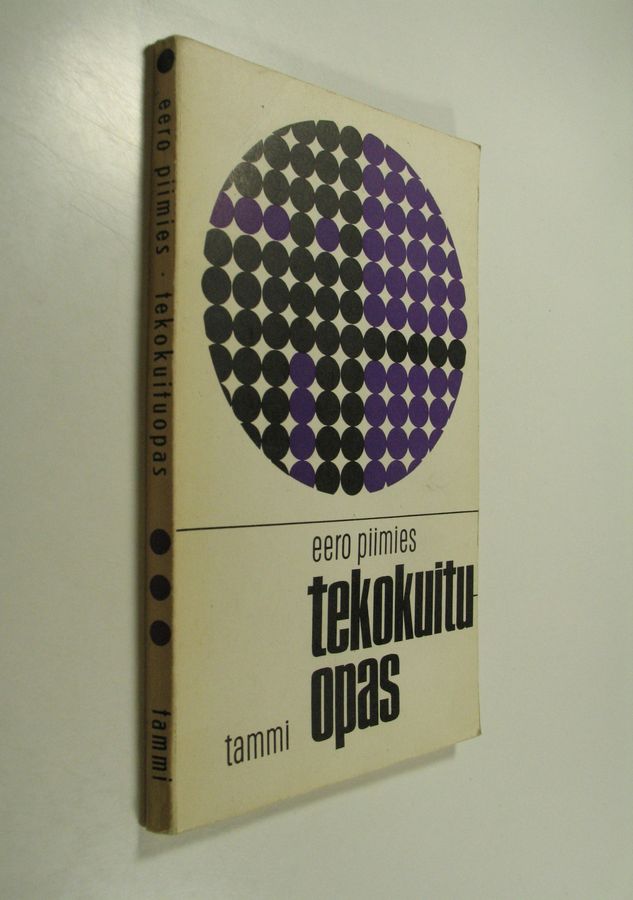 eero piimies · tekokuituopas
tammi
eero piimies
tekokuitu-
opas
tammi